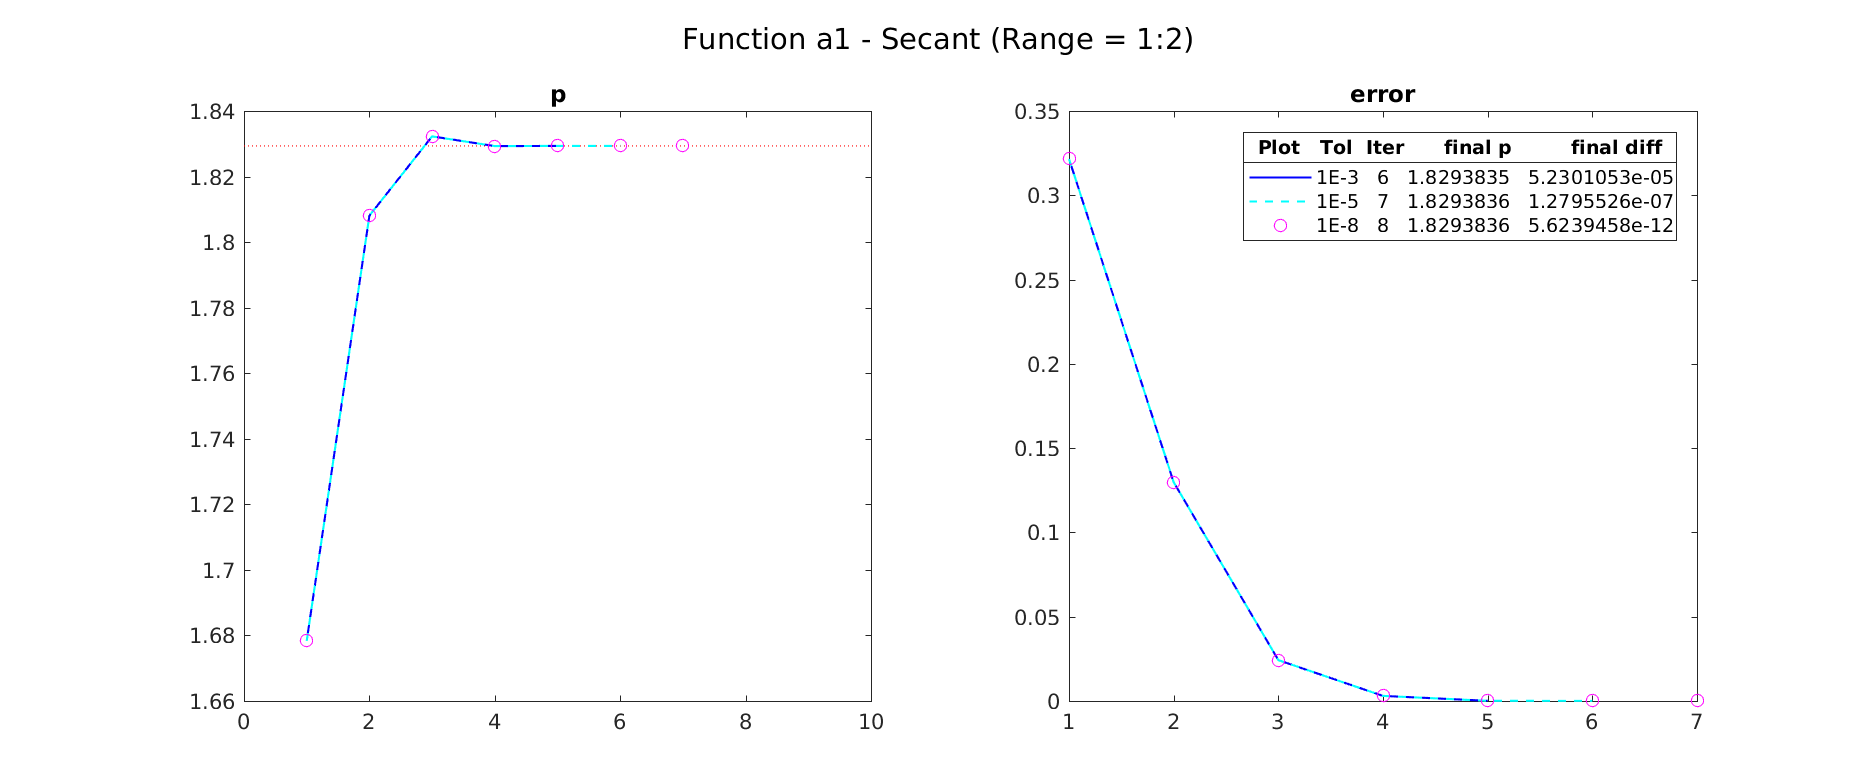 Function a1 - Secant (Range = 1:2)
p
1.84
1.82
1.8
1.78
1.76
1.74
1.72
1.7
1.68
1.66
0 2 4 6 8 10
error
0.35
0.3
0.25
0.2
0.15
0.1
0.05
0
1 2 3 4 5 6 7
Plot Tol Iter final p final diff
1E-3 6 1.8293835 5.2301053e-05
1E-5 7 1.8293836 1.2795526e-07
1E-8 8 1.8293836 5.6239458e-12